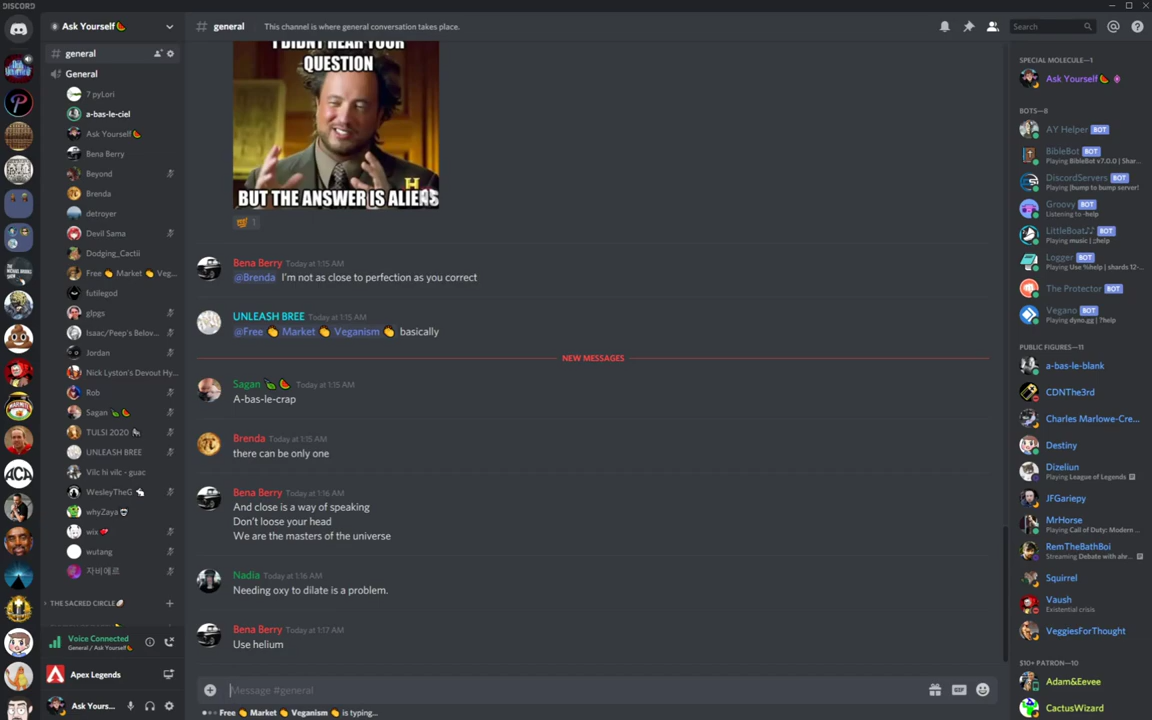 DISCORD
Ask Yourself🍉
# general
This channel is where general conversation takes place.
Search
# general
General
7 pyLori
a-bas-le-ciel
Ask Yourself🍉
Bena Berry
Beyond
Brenda
detroyer
Devil Sama
Dodging_Cactii
Free 👏 Market 👏 Veg...
futilegod
glpgs
Isaac/Peep's Belov...
Jordan
Nick Lyston's Devout Hy...
Rob
Sagan 🍃 🍉
TULSI 2020
UNLEASH BREE
Vilc hi vilc - guac
WesleyTheG
whyZaya
wix
wutang
자비에르
THE SACRED CIRCLE
Voice Connected
General / Ask Yourself🍉
Apex Legends
Ask Yours...
I DIDNT HEAR YOUR
QUESTION
H
BUT THE ANSWER IS ALIENS
1
Bena Berry Today at 1:15 AM
@Brenda I'm not as close to perfection as you correct
UNLEASH BREE Today at 1:15 AM
@Free 👏 Market 👏 Veganism 👏 basically
NEW MESSAGES
Sagan 🍃 🍉 Today at 1:15 AM
A-bas-le-crap
Brenda Today at 1:15 AM
there can be only one
Bena Berry Today at 1:16 AM
And close is a way of speaking
Don't loose your head
We are the masters of the universe
Nadia Today at 1:16 AM
Needing oxy to dilate is a problem.
Bena Berry Today at 1:17 AM
Use helium
Message #general
GIF
Free 👏 Market 👏 Veganism 👏 is typing...
SPECIAL MOLECULE—1
Ask Yourself🍉
BOTS—8
AY Helper BOT
BibleBot BOT
Playing BibleBot v7.0.0 | Shar...
DiscordServers BOT
Playing (bump to bump server!
Groovy BOT
Listening to -help
LittleBoat♪♪ BOT
Playing music | ;;help
Logger BOT
Playing Use %help | shards 12-...
The Protector BOT
Vegano BOT
Playing dyno.gg | ?help
PUBLIC FIGURES—11
a-bas-le-blank
CDNThe3rd
Charles Marlowe-Cre...
Destiny
Dizeliun
Playing League of Legends
JFGariepy
MrHorse
Playing Call of Duty: Modern ...
RemTheBathBoi
Streaming Debate with alw...
Squirrel
Vaush
Existential crisis
VeggiesForThought
$10+ PATRON—10
Adam&Eevee
CactusWizard
ACA